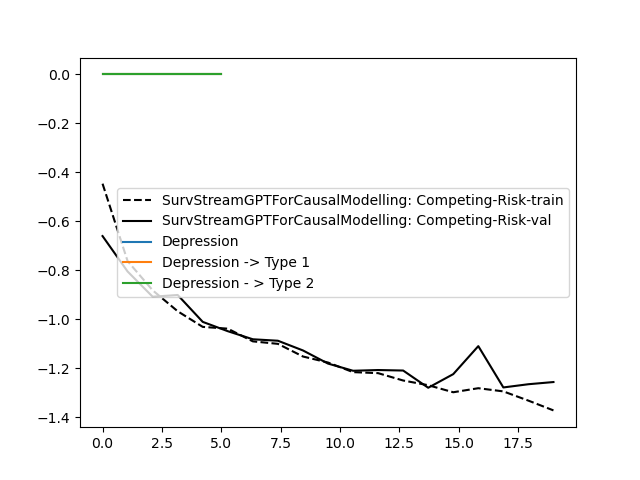 0.0
−0.2
−0.4
−0.6
−0.8
−1.0
−1.2
−1.4
SurvStreamGPTForCausalModelling: Competing-Risk-train
SurvStreamGPTForCausalModelling: Competing-Risk-val
Depression
Depression -> Type 1
Depression - > Type 2
0.0 2.5 5.0 7.5 10.0 12.5 15.0 17.5